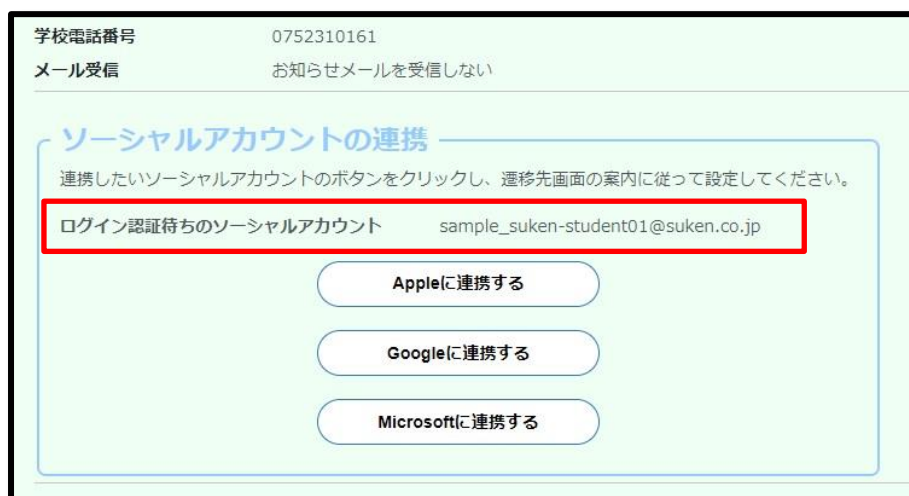 学校電話番号 0752310161
メール受信 お知らせメールを受信しない
ソーシャルアカウントの連携
連携したいソーシャルアカウントのボタンをクリックし、遷移先画面の案内に従って設定してください。
ログイン認証待ちのソーシャルアカウント sample_suken-student01@suken.co.jp
Appleに連携する
Googleに連携する
Microsoftに連携する